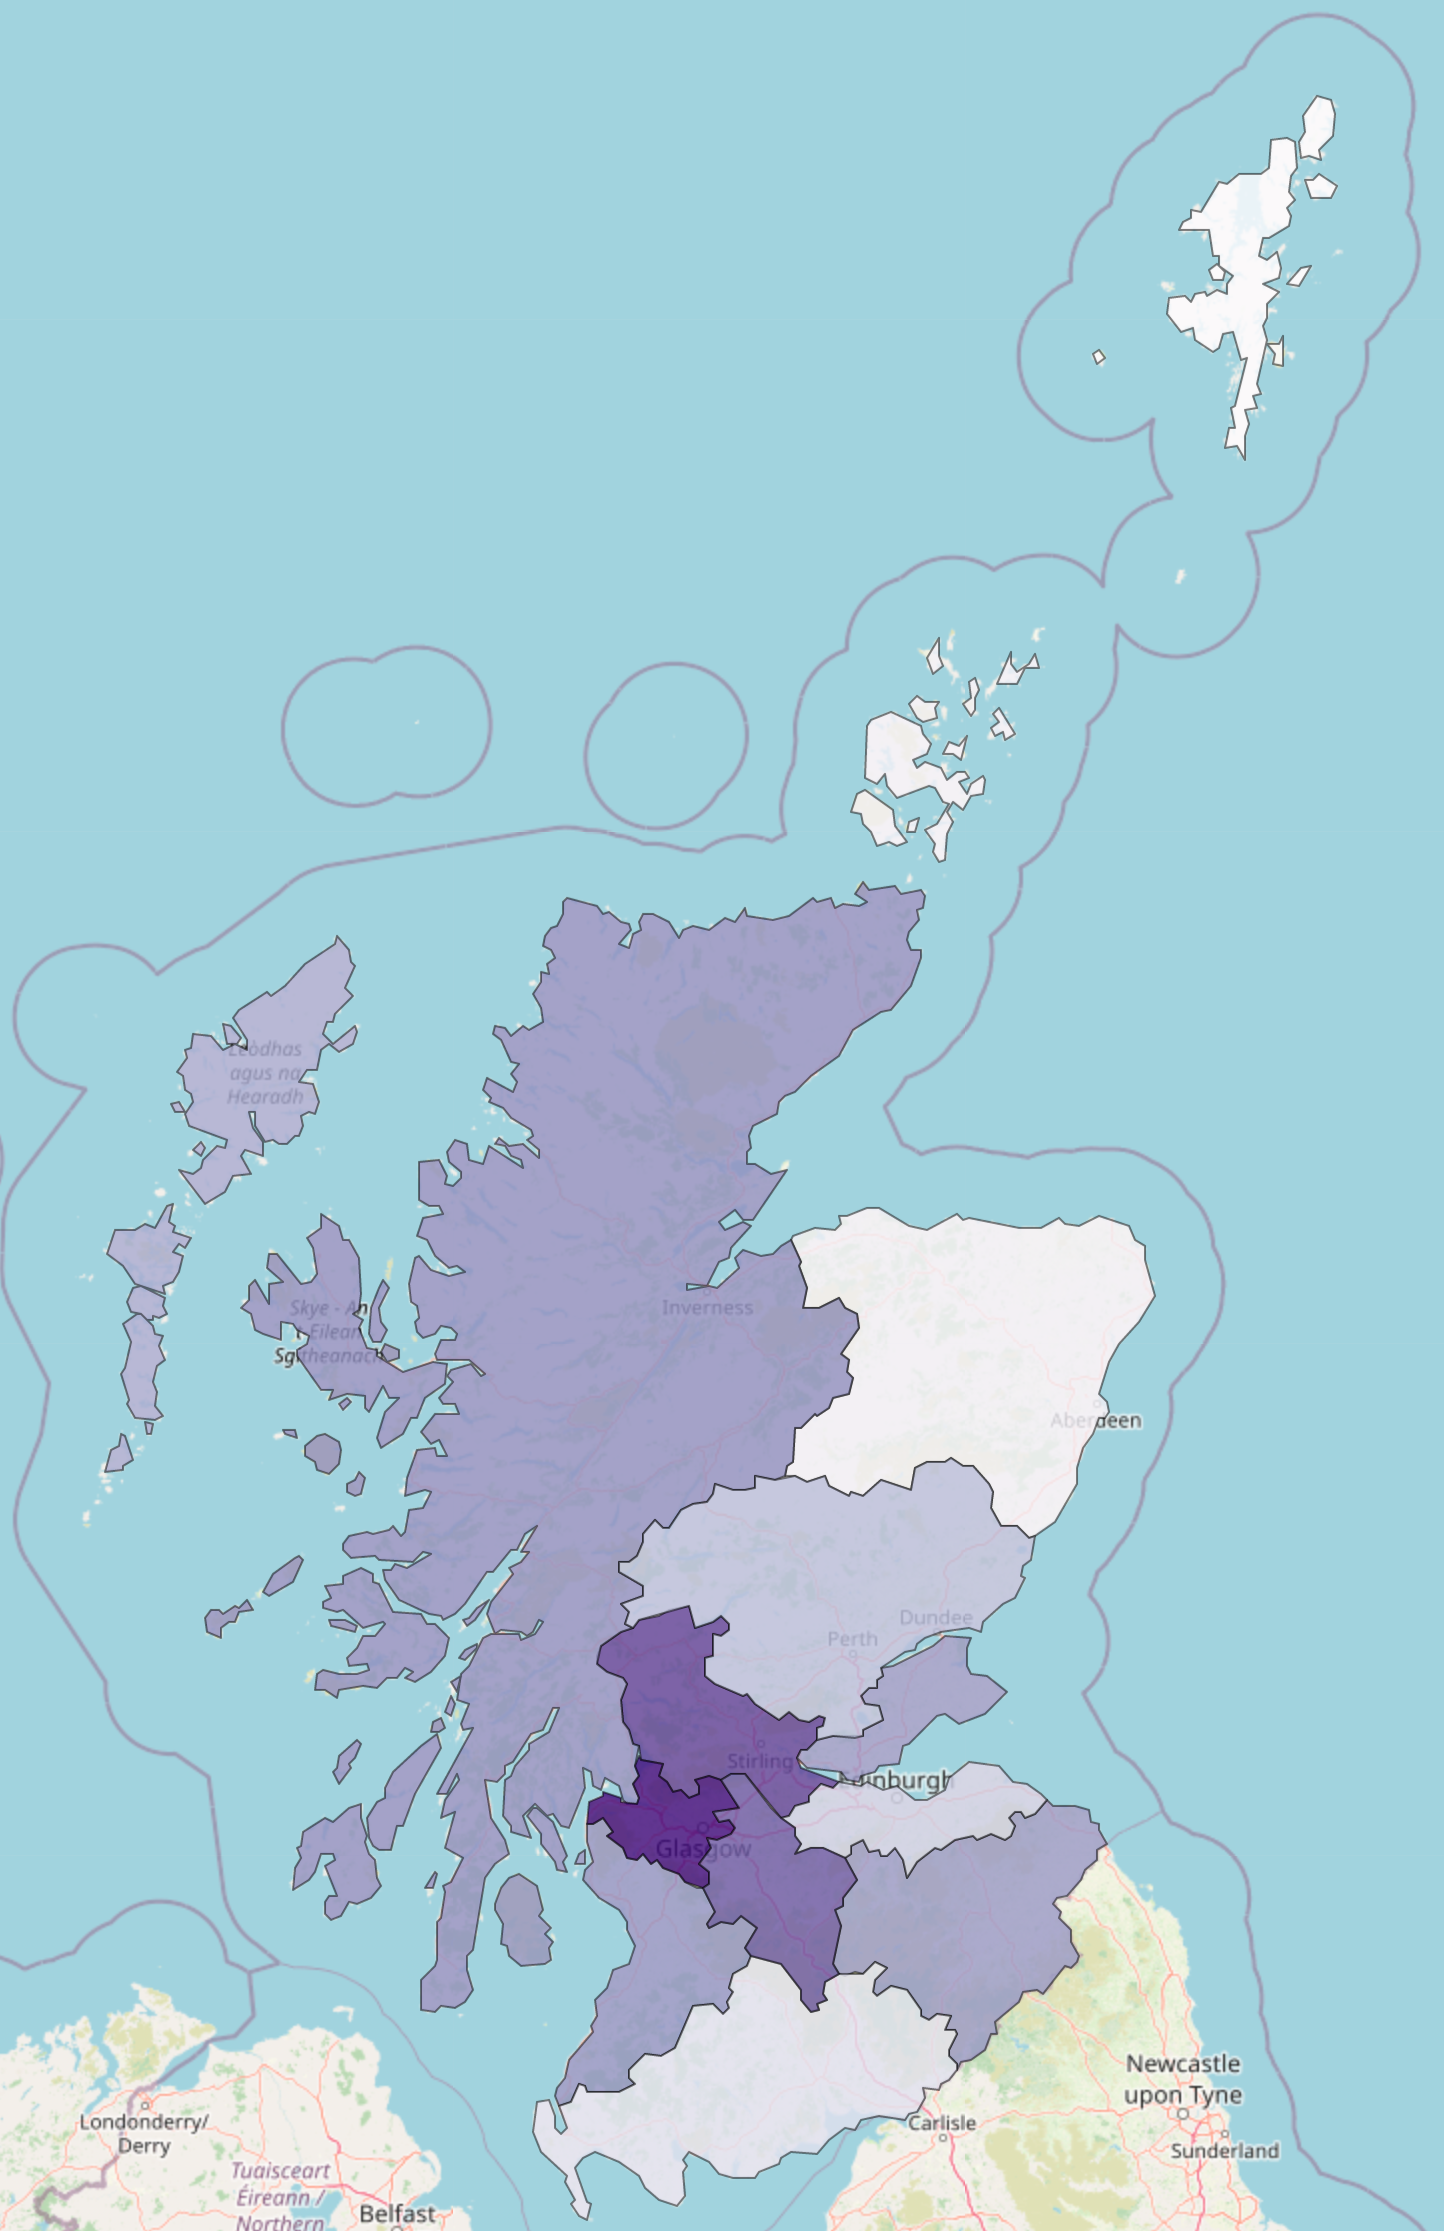 Leòdhas
agus na
Hearadh
Inverness
Skye - An
t-Eilean
Sgitheanach
Aberdeen
Dundee
Perth
Stirling
Edinburgh
Glasgow
Newcastle
upon Tyne
Londonderry/
Derry
Carlisle
Sunderland
Tuaisceart
Éireann /
Northern
Belfast